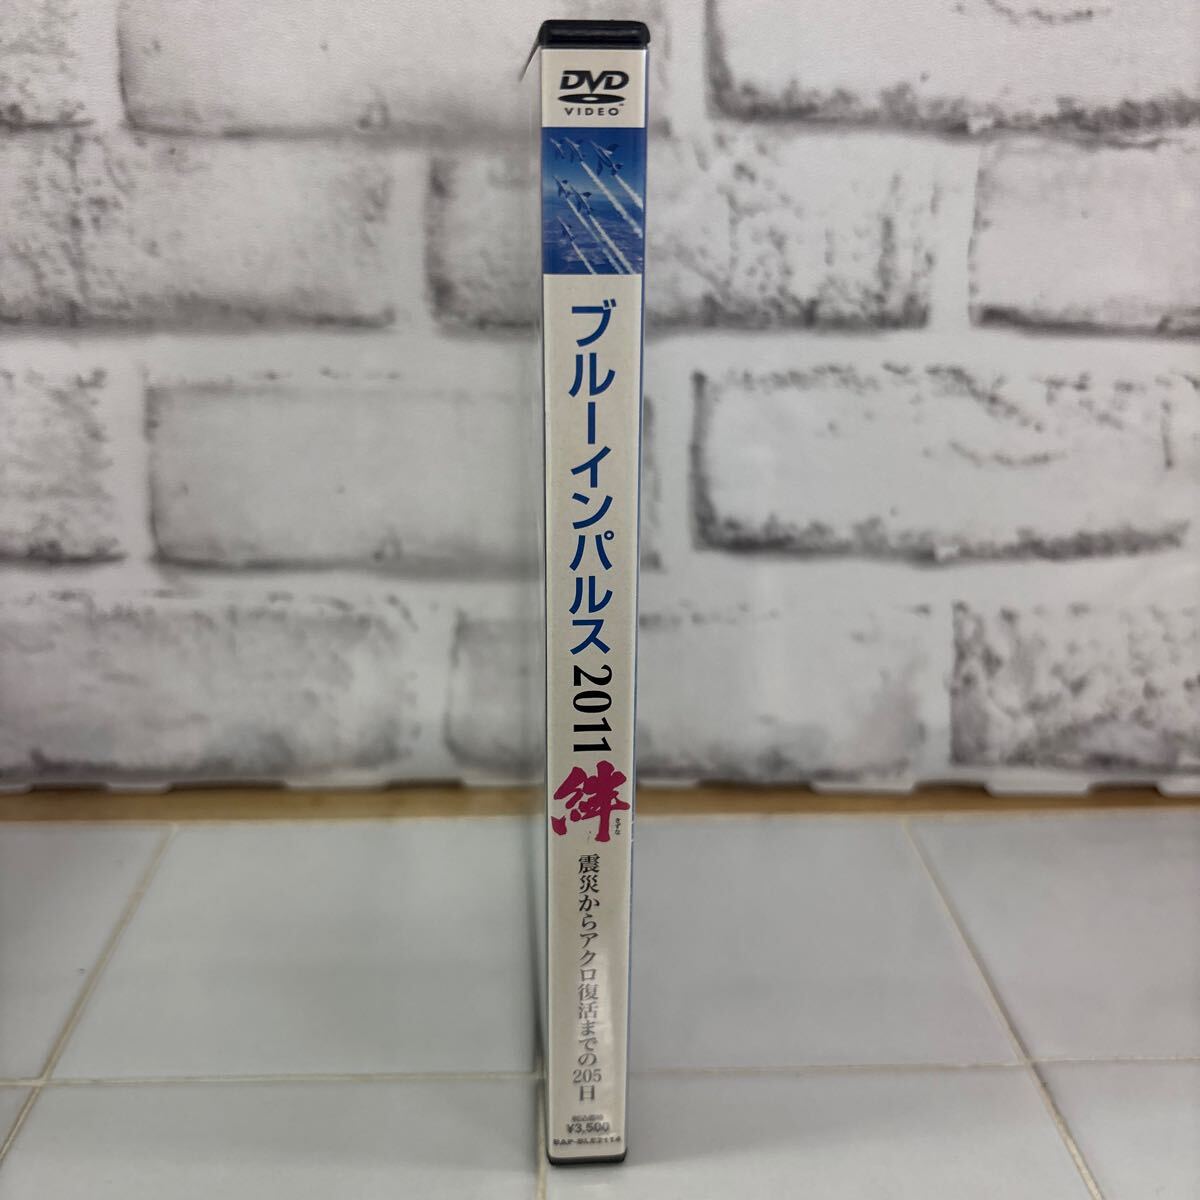 DVD
VIDEO
ブルーインパルス2011
絆
きずな
震災からアクロ復活までの205日
¥3,500